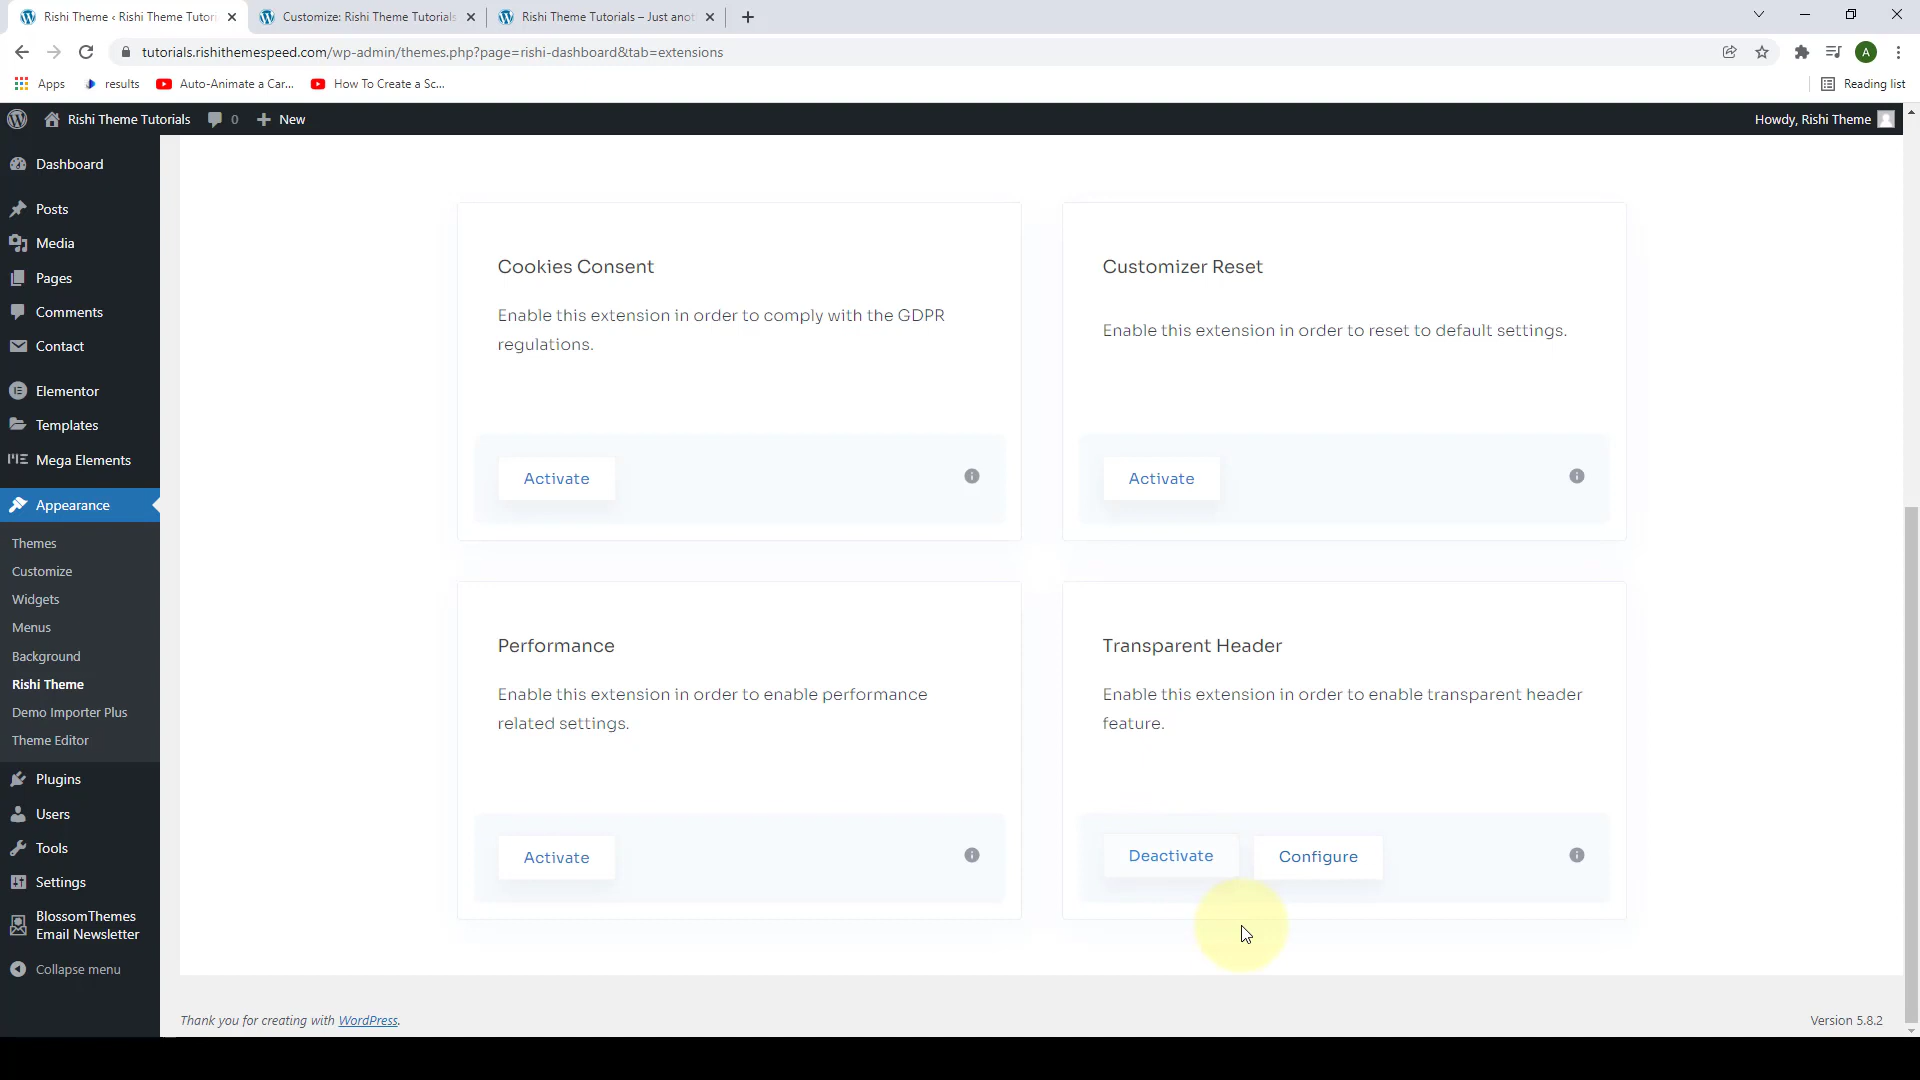 Rishi Theme ‹ Rishi Theme Tutori
Customize: Rishi Theme Tutorials
Rishi Theme Tutorials – Just anot
tutorials.rishithemespeed.com/wp-admin/themes.php?page=rishi-dashboard&tab=extensions
A
Apps
results
Auto-Animate a Car...
How To Create a Sc...
Reading list
Rishi Theme Tutorials
0
New
Howdy, Rishi Theme
Dashboard
Posts
Media
Pages
Comments
Contact
Elementor
Templates
Mega Elements
Appearance
Themes
Customize
Widgets
Menus
Background
Rishi Theme
Demo Importer Plus
Theme Editor
Plugins
Users
Tools
Settings
BlossomThemes
Email Newsletter
Collapse menu
Cookies Consent
Enable this extension in order to comply with the GDPR
regulations.
Activate
Customizer Reset
Enable this extension in order to reset to default settings.
Activate
Performance
Enable this extension in order to enable performance
related settings.
Activate
Transparent Header
Enable this extension in order to enable transparent header
feature.
Deactivate
Configure
Thank you for creating with WordPress.
Version 5.8.2